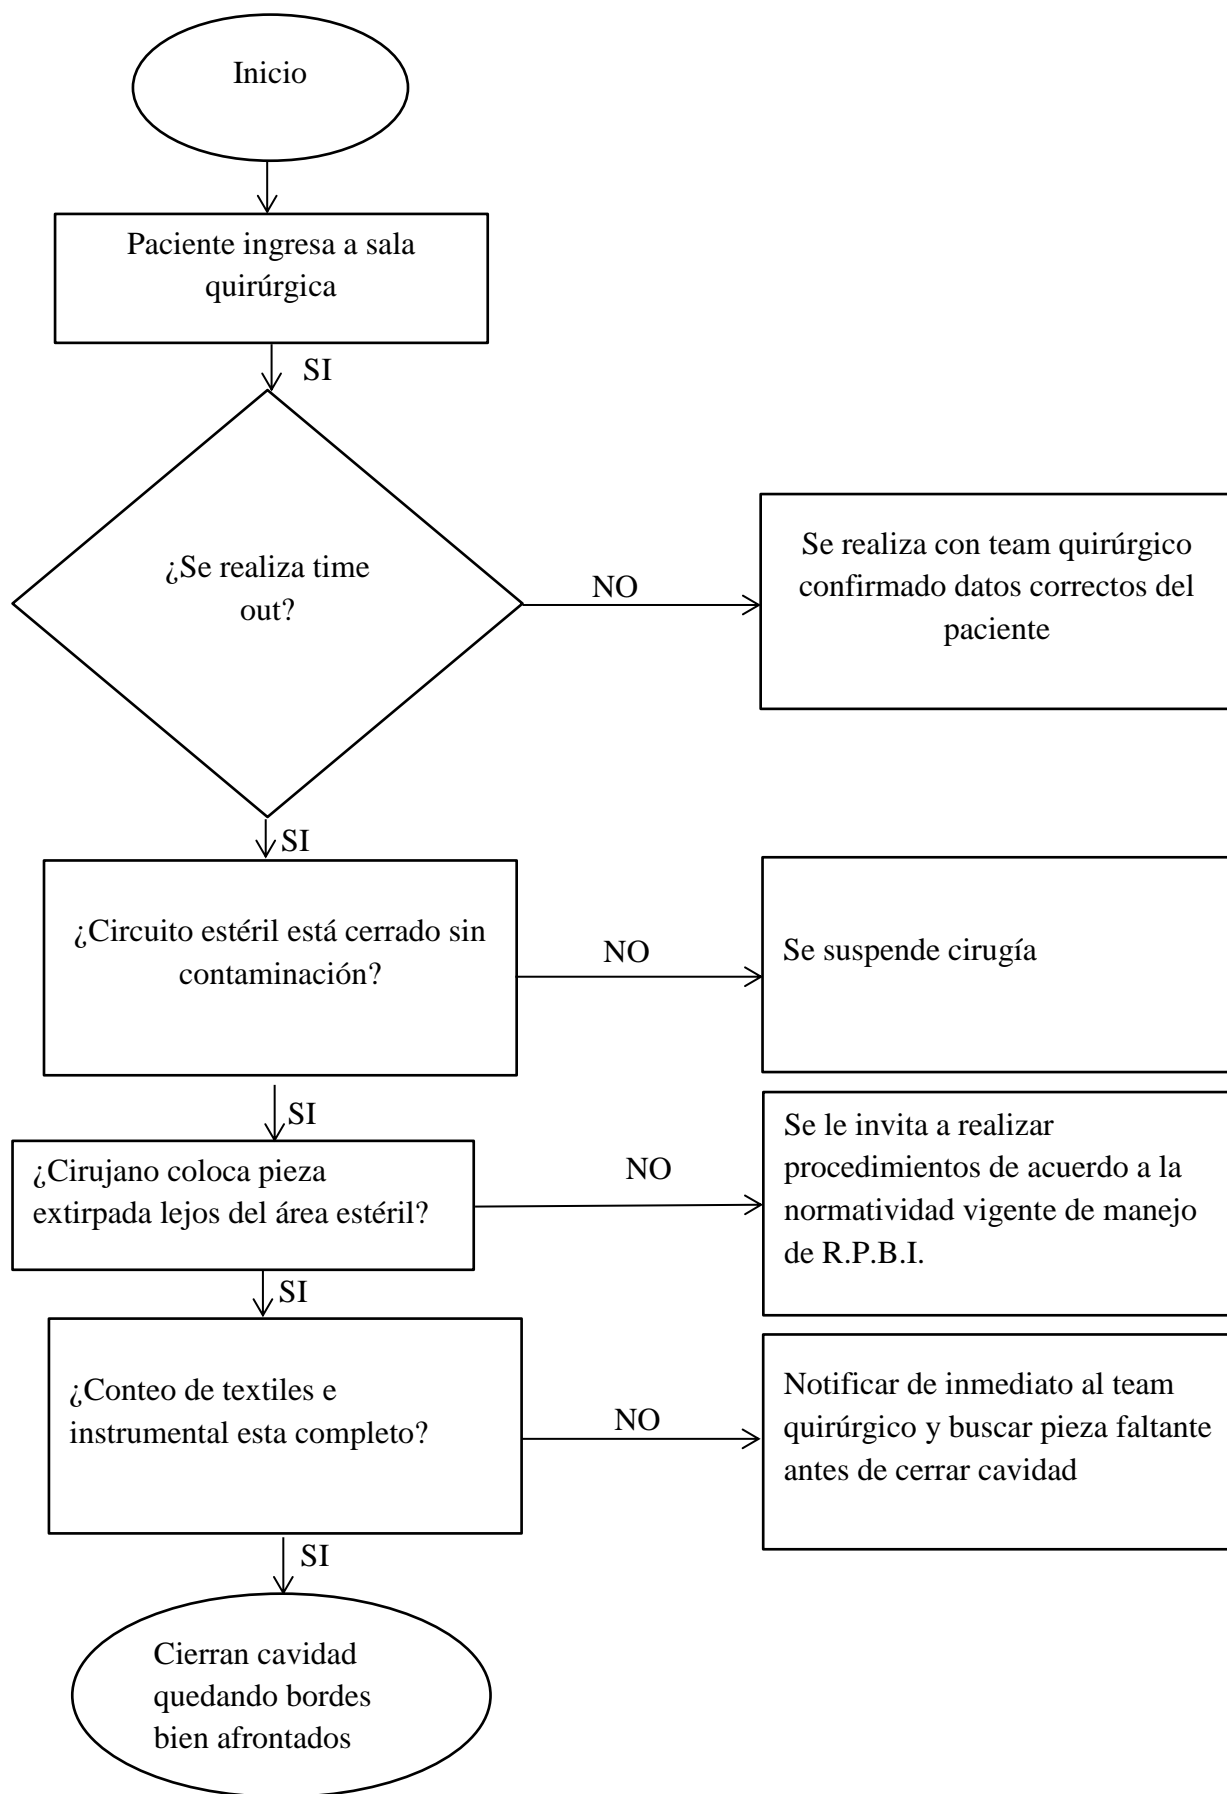 Inicio
Paciente ingresa a sala
quirúrgica
SI
¿Se realiza time
out?
NO
Se realiza con team quirúrgico
confirmado datos correctos del
paciente
SI
¿Circuito estéril está cerrado sin
contaminación?
NO
Se suspende cirugía
SI
¿Cirujano coloca pieza
extirpada lejos del área estéril?
NO
Se le invita a realizar
procedimientos de acuerdo a la
normatividad vigente de manejo
de R.P.B.I.
SI
¿Conteo de textiles e
instrumental esta completo?
NO
Notificar de inmediato al team
quirúrgico y buscar pieza faltante
antes de cerrar cavidad
SI
Cierran cavidad
quedando bordes
bien afrontados